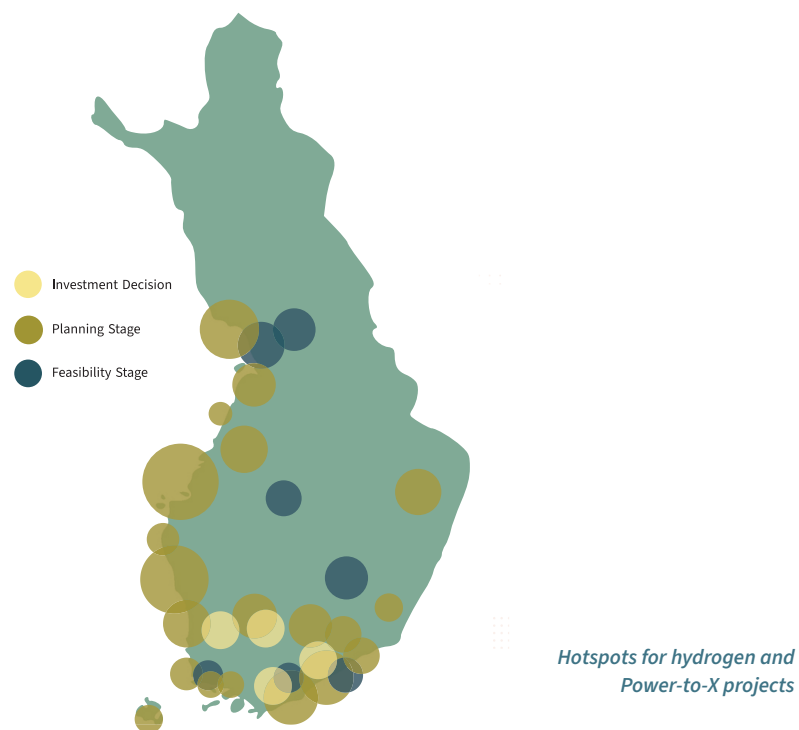 Investment Decision
Planning Stage
Feasibility Stage
Hotspots for hydrogen and
Power-to-X projects